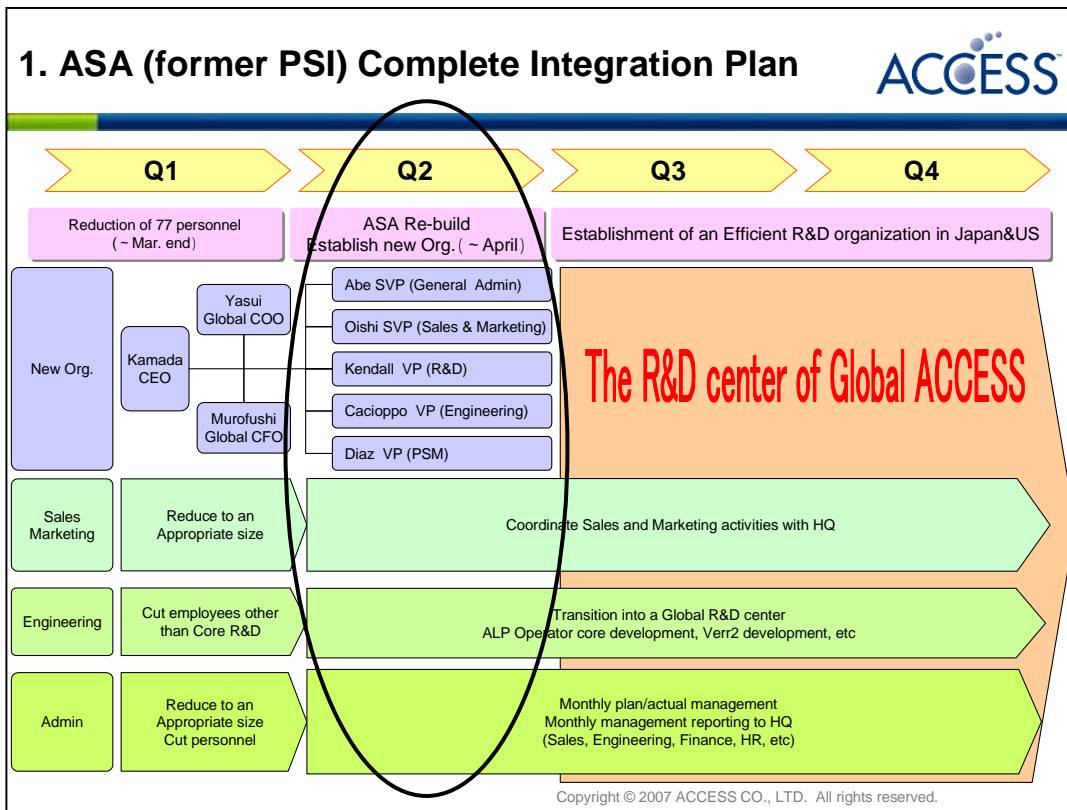 1. ASA (former PSI) Complete Integration Plan
ACCESS™
Q1
Q2
Q3
Q4
Reduction of 77 personnel
( ~ Mar. end)
ASA Re-build
Establish new Org. ( ~ April)
Establishment of an Efficient R&D organization in Japan&US
New Org.
Kamada
CEO
Yasui
Global COO
Murofushi
Global CFO
Abe SVP (General Admin)
Oishi SVP (Sales & Marketing)
Kendall VP (R&D)
Cacioppo VP (Engineering)
Diaz VP (PSM)
The R&D center of Global ACCESS
Sales
Marketing
Reduce to an
Appropriate size
Coordinate Sales and Marketing activities with HQ
Engineering
Cut employees other
than Core R&D
Transition into a Global R&D center
ALP Operator core development, Verr2 development, etc
Admin
Reduce to an
Appropriate size
Cut personnel
Monthly plan/actual management
Monthly management reporting to HQ
(Sales, Engineering, Finance, HR, etc)
Copyright © 2007 ACCESS CO., LTD. All rights reserved.